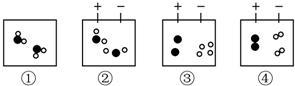 + − + − + −
① ② ③ ④